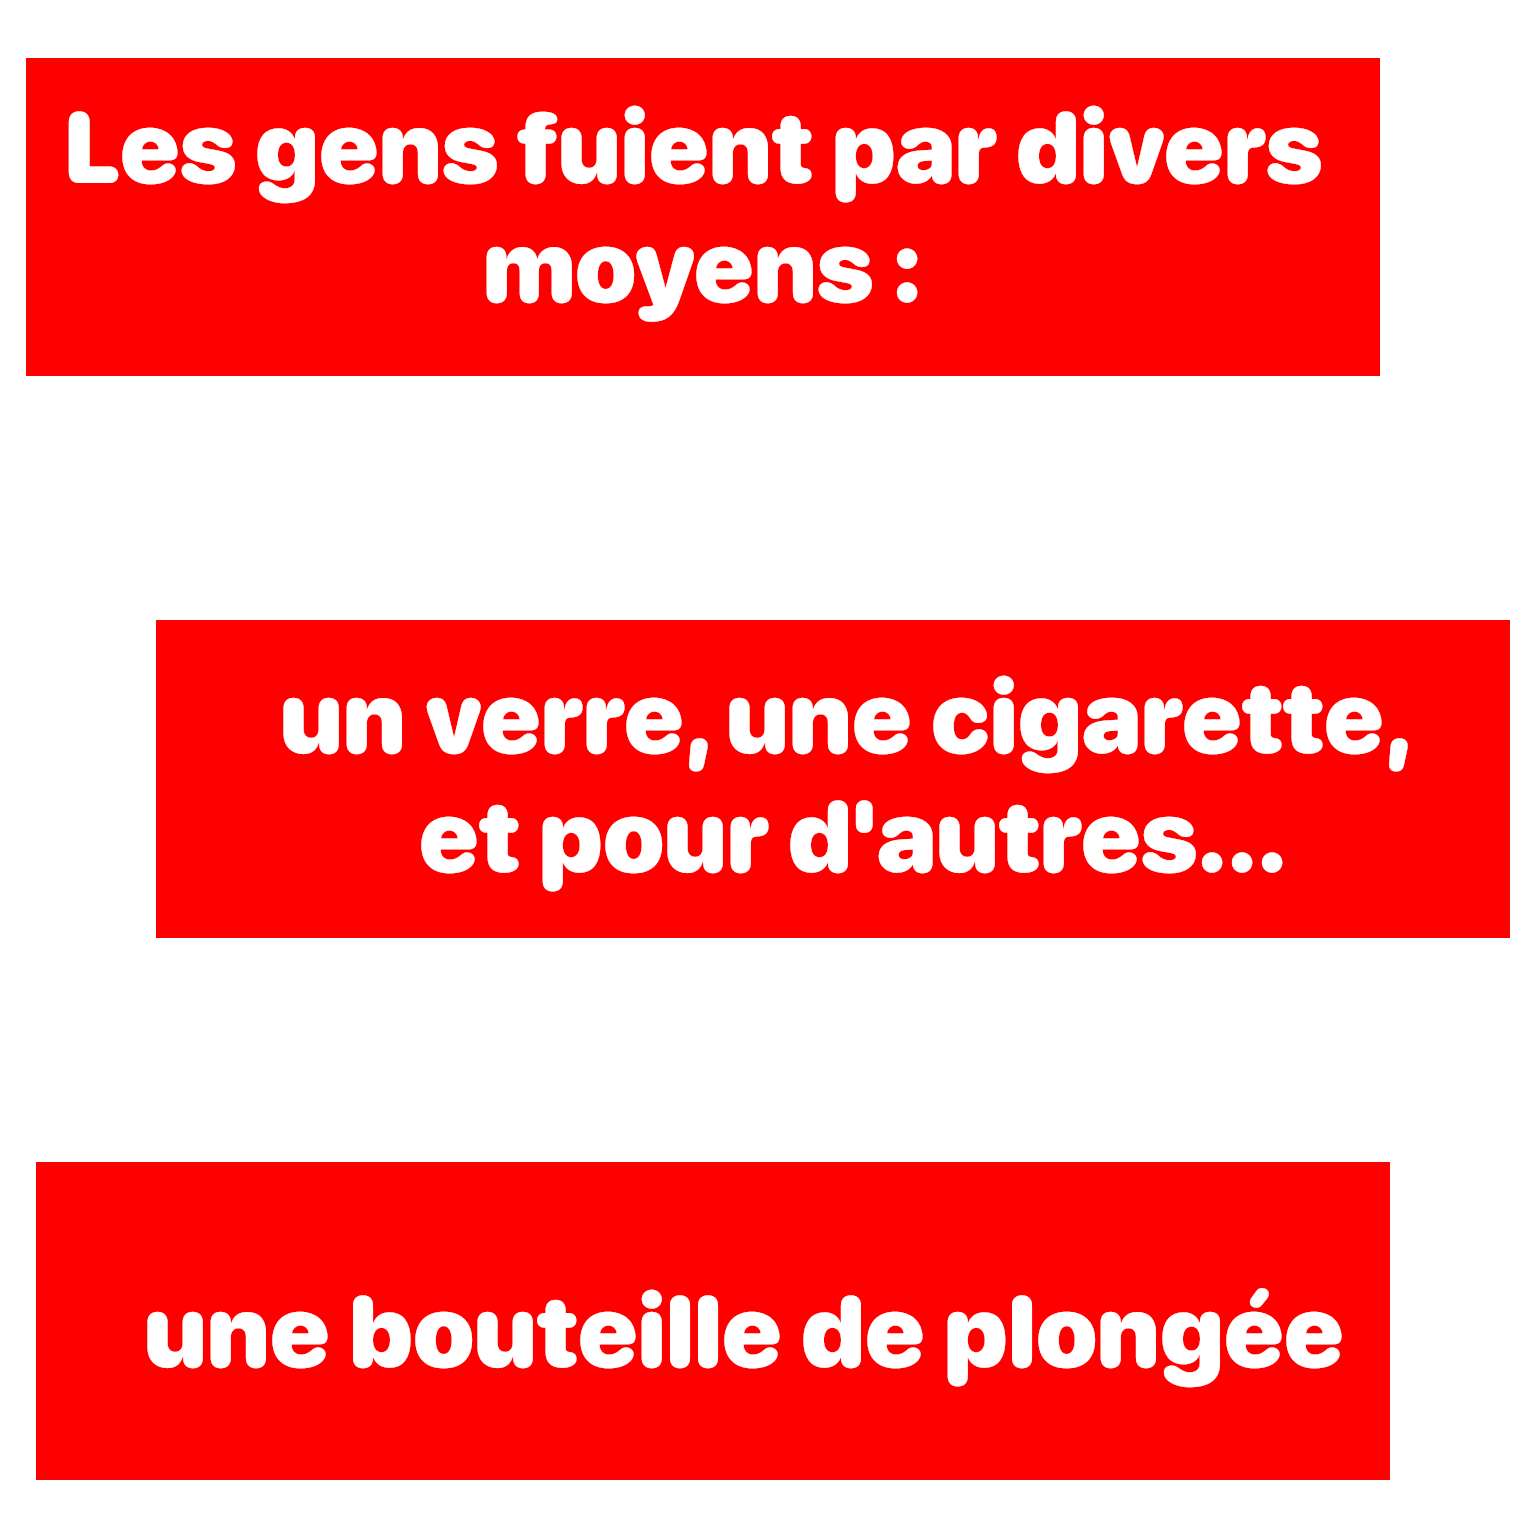 Les gens fuient par divers
moyens :
un verre, une cigarette,
et pour d'autres...
une bouteille de plongée